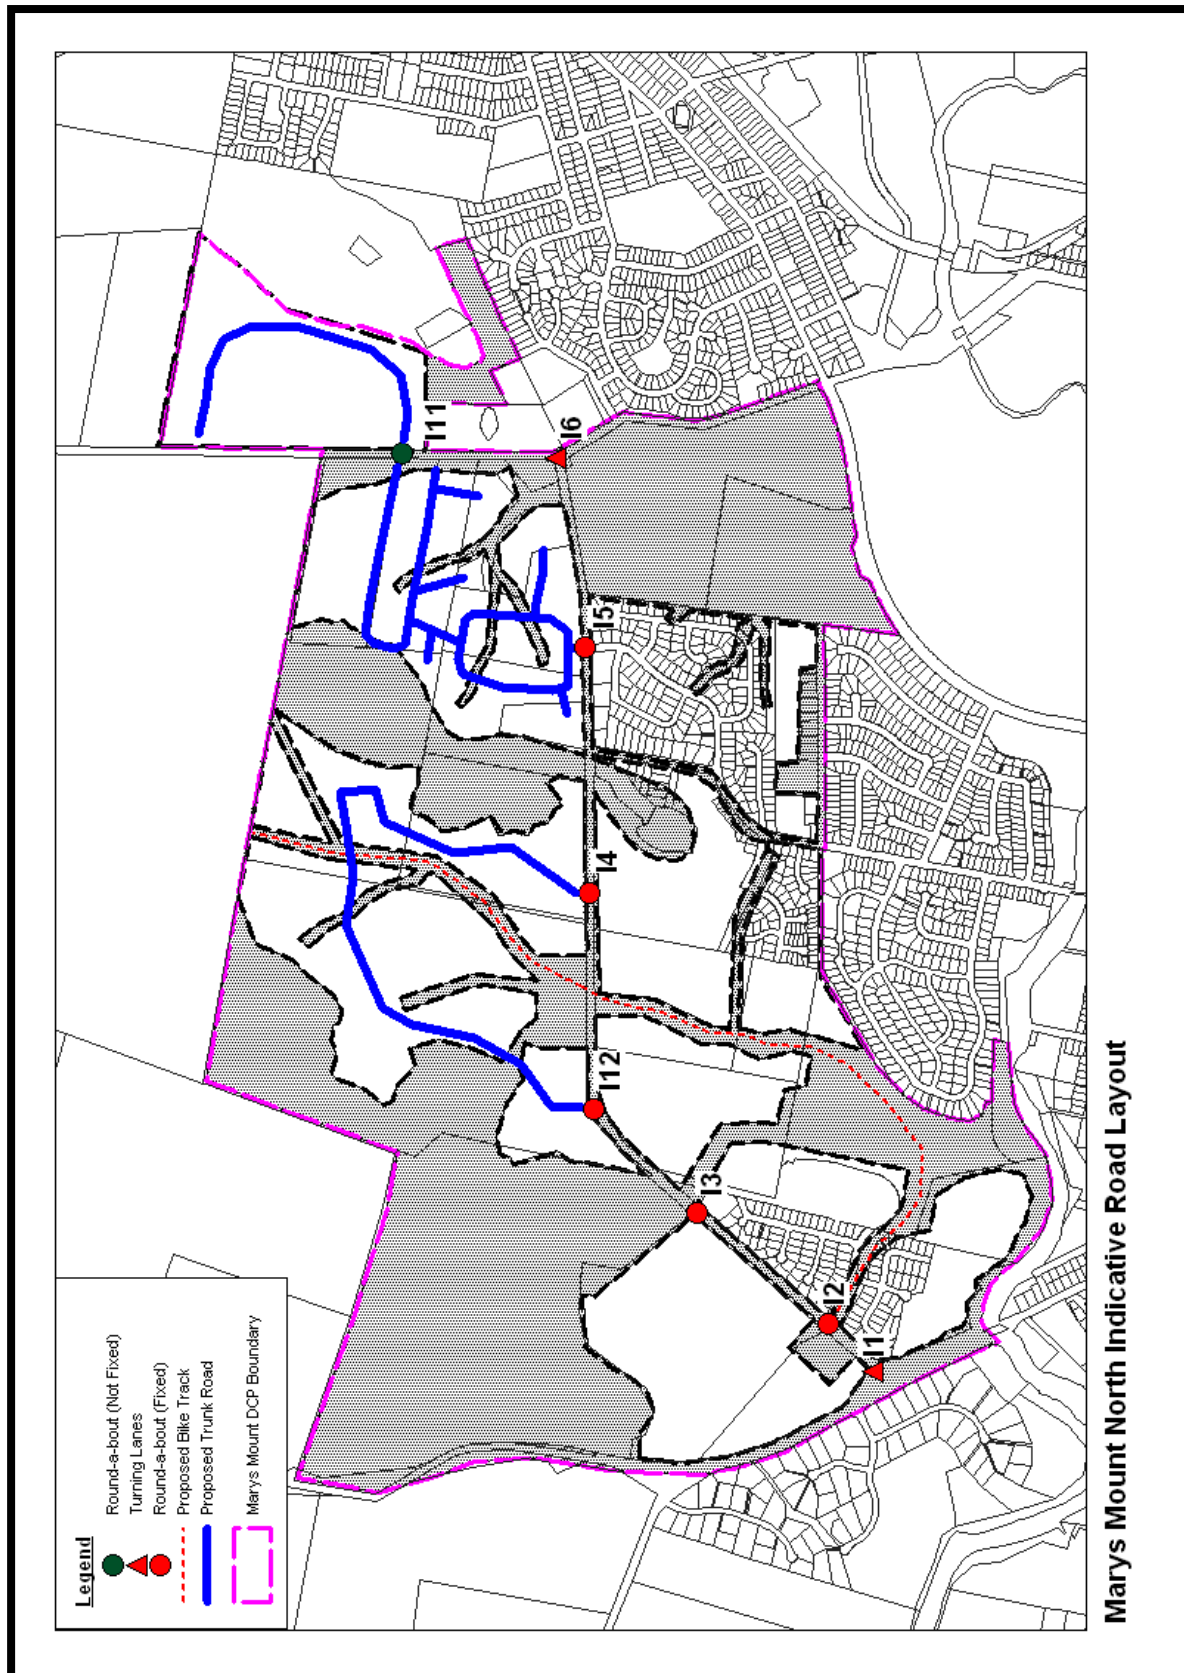 Legend
Round-a-bout (Not Fixed)
Turning Lanes
Round-a-bout (Fixed)
Proposed Bike Track
Proposed Trunk Road
Marys Mount DCP Boundary
I1
I2
I3
I12
I4
I5
I6
I11
Marys Mount North Indicative Road Layout